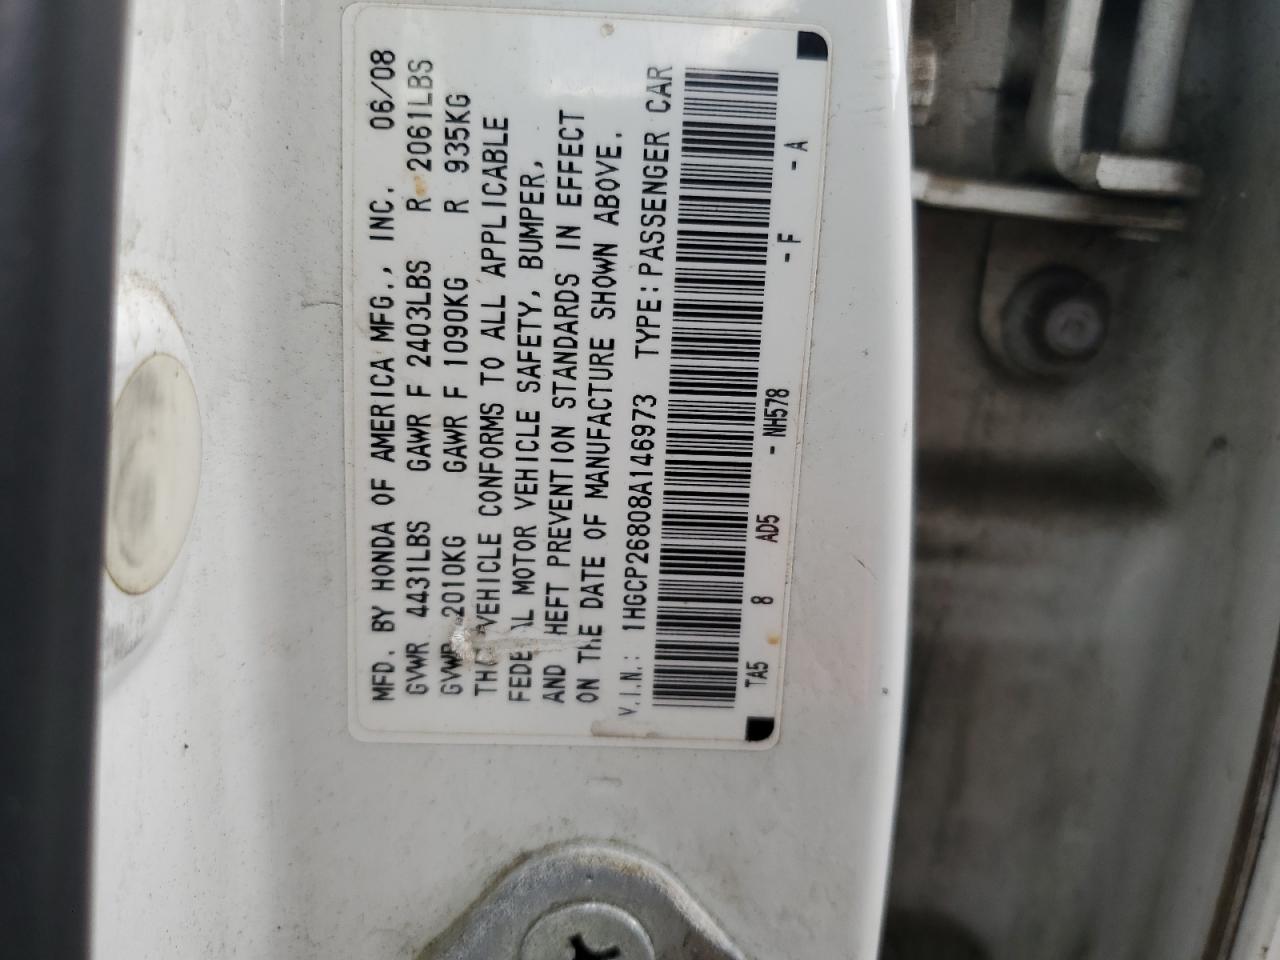 MFD. BY HONDA OF AMERICA MFG., INC. 06/08
GVWR 4431LBS GAWR F 2403LBS R 2061LBS
GVWR 2010KG GAWR F 1090KG R 935KG
VEHICLE CONFORMS TO ALL APPLICABLE
MOTOR VEHICLE SAFETY, BUMPER,
AND HEFT PREVENTION STANDARDS IN EFFECT
ON THE DATE OF MANUFACTURE SHOWN ABOVE.
V.I.N.: 1HGCP26808A146973 TYPE:PASSENGER CAR
TA5 8 AD5 - NH578 - F - A